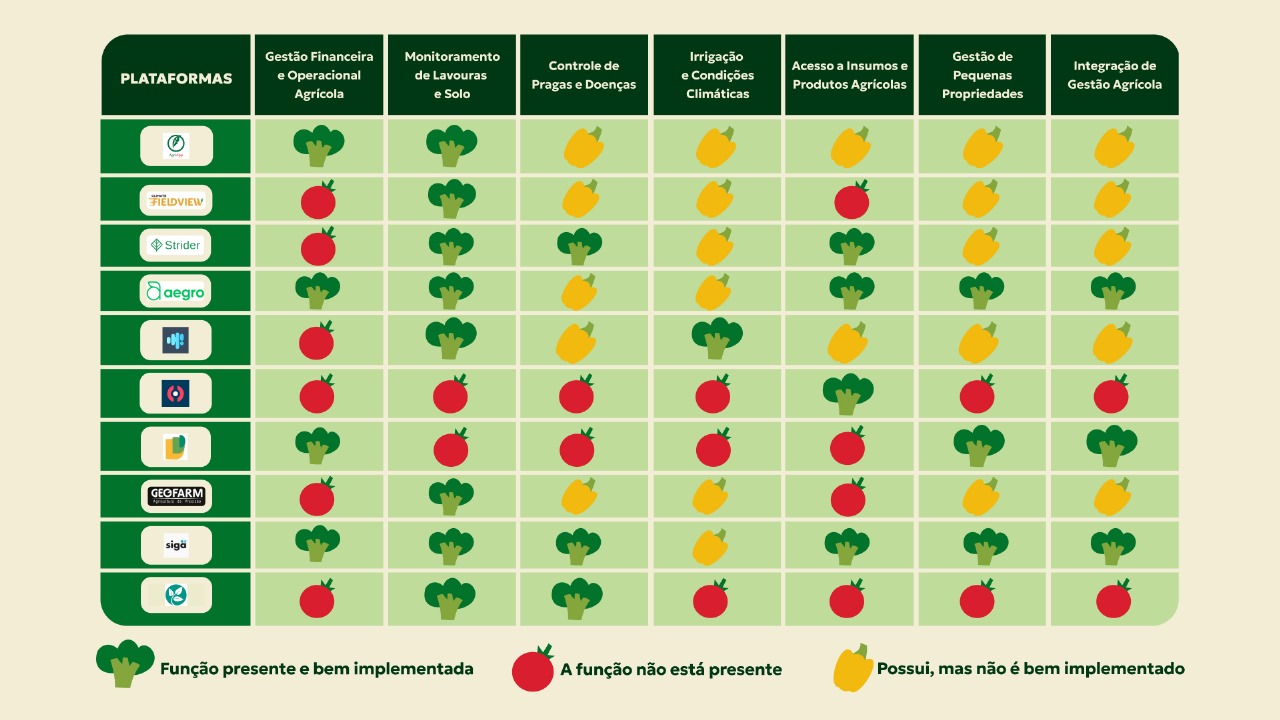 PLATAFORMAS
Gestão Financeira
e Operacional
Agrícola
Monitoramento
de Lavouras
e Solo
Controle de
Pragas e Doenças
Irrigação
e Condições
Climáticas
Acesso a Insumos e
Produtos Agrícolas
Gestão de
Pequenas
Propriedades
Integração de
Gestão Agrícola
FIELDVIEW
Strider
aegro
GEOFARM
Agricultura de Precisão
sigä
Função presente e bem implementada
A função não está presente
Possui, mas não é bem implementado